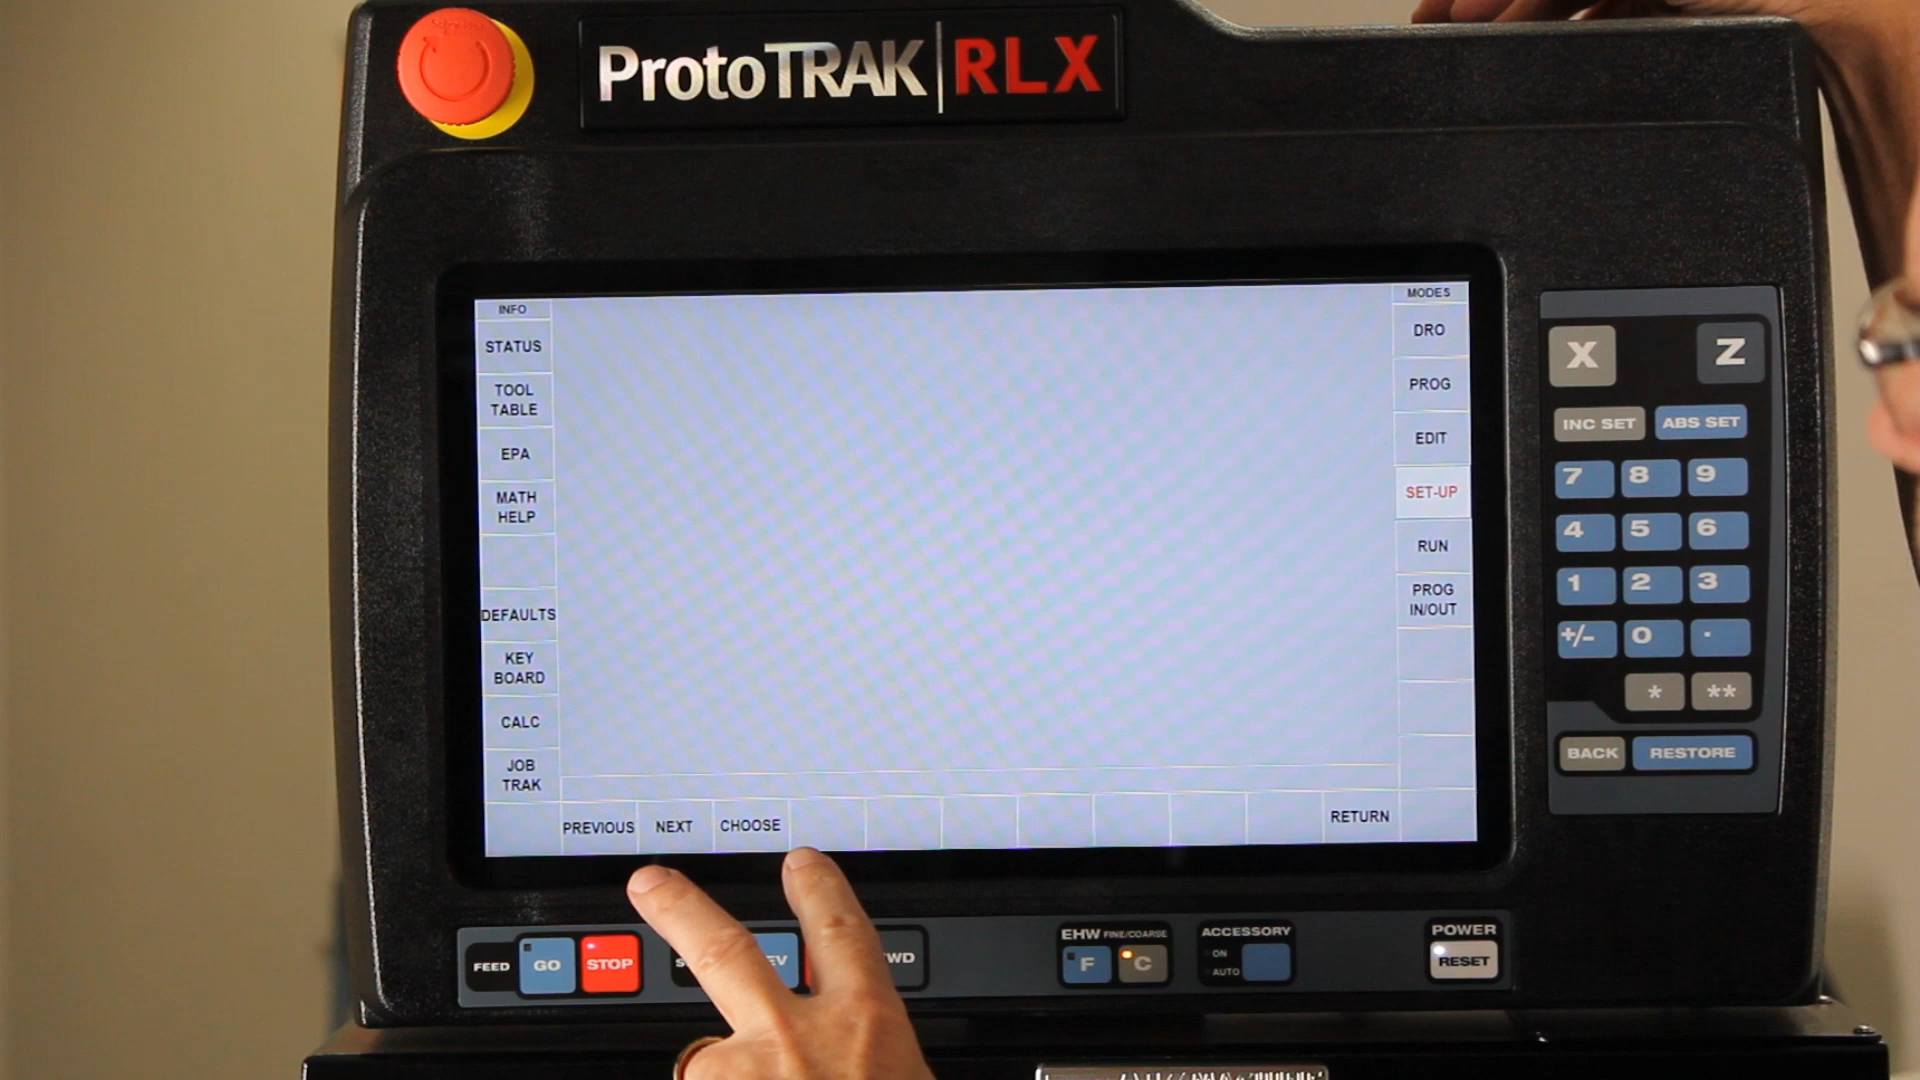 ProtoTRAK RLX
INFO
STATUS
TOOL
TABLE
EPA
MATH
HELP
DEFAULTS
KEY
BOARD
CALC
JOB
TRAK
PREVIOUS
NEXT
CHOOSE
RETURN
MODES
DRO
PROG
EDIT
SET-UP
RUN
PROG
IN/OUT
X
Z
INC SET
ABS SET
7
8
9
4
5
6
1
2
3
+/-
0
.
*
**
BACK
RESTORE
FEED
GO
STOP
EHW FINE/COARSE
F
C
ACCESSORY
ON
AUTO
POWER
RESET